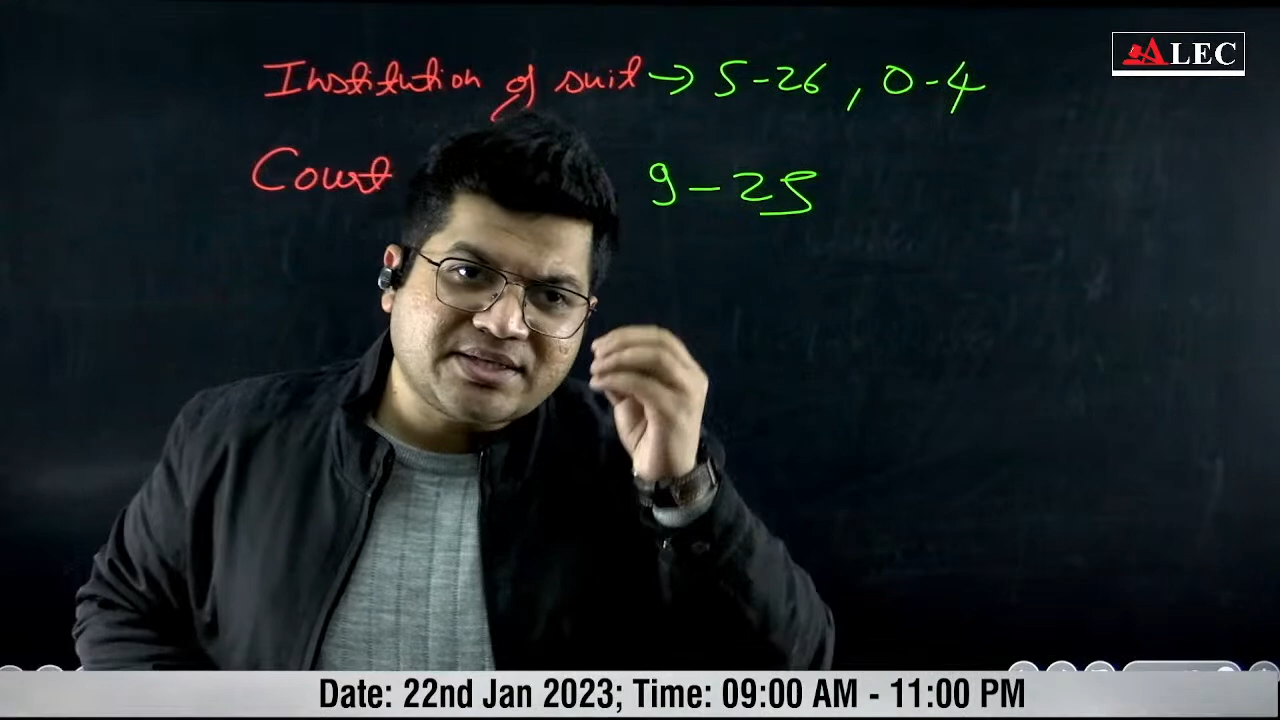 ALEC
Institution of suit → S-26, O-4
Court 9-25
Date: 22nd Jan 2023; Time: 09:00 AM - 11:00 PM